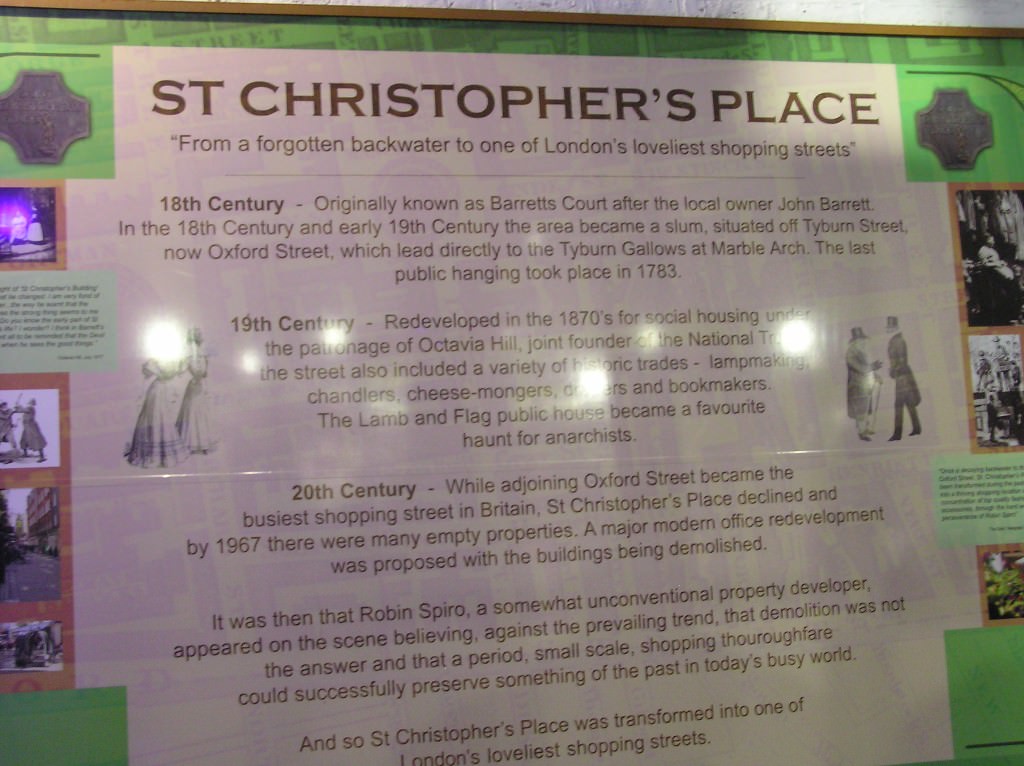 STREET
ST CHRISTOPHER'S PLACE
“From a forgotten backwater to one of London's loveliest shopping streets”
18th Century - Originally known as Barretts Court after the local owner John Barrett.
In the 18th Century and early 19th Century the area became a slum, situated off Tyburn Street,
now Oxford Street, which lead directly to the Tyburn Gallows at Marble Arch. The last
public hanging took place in 1783.
19th Century - Redeveloped in the 1870's for social housing under
the patronage of Octavia Hill, joint founder of the National
the street also included a variety of historic trades - lampmaking,
chandlers, cheese-mongers, and bookmakers.
The Lamb and Flag public house became a favourite
haunt for anarchists.
20th Century - While adjoining Oxford Street became the
busiest shopping street in Britain, St Christopher's Place declined and
by 1967 there were many empty properties. A major modern office redevelopment
was proposed with the buildings being demolished.
It was then that Robin Spiro, a somewhat unconventional property developer,
appeared on the scene believing, against the prevailing trend, that demolition was not
the answer and that a period, small scale, shopping thouroughfare
could successfully preserve something of the past in today's busy world.
And so St Christopher's Place was transformed into one of
London's loveliest shopping streets.